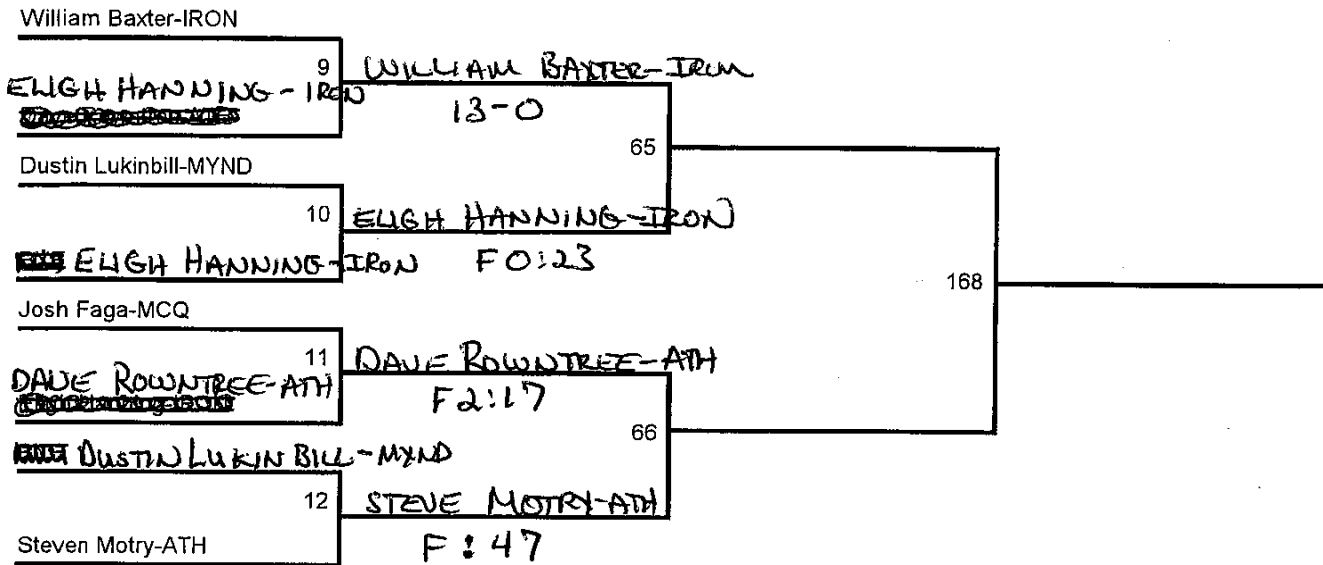 William Baxter-IRON
9 WILLIAM BAXTER-IRON
ELIGH HANNING-IRON
13-0
65
Dustin Lukinbill-MYND
10 ELIGH HANNING-IRON
ELIGH HANNING-IRON F0:23
168
Josh Faga-MCQ
11 DAVE ROWNTREE-ATH
DAVE ROWNTREE-ATH F2:17
66
DUSTIN LUKIN BILL-MYND
12 STEVE MOTRY-ATH
Steven Motry-ATH F:47